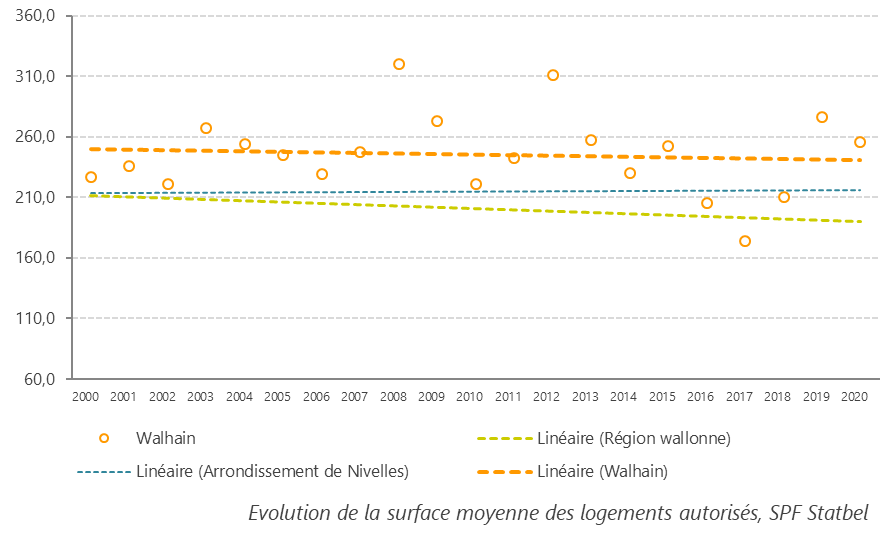 360,0
310,0
260,0
210,0
160,0
110,0
60,0
2000 2001 2002 2003 2004 2005 2006 2007 2008 2009 2010 2011 2012 2013 2014 2015 2016 2017 2018 2019 2020
Walhain
Linéaire (Région wallonne)
Linéaire (Arrondissement de Nivelles)
Linéaire (Walhain)
Evolution de la surface moyenne des logements autorisés, SPF Statbel